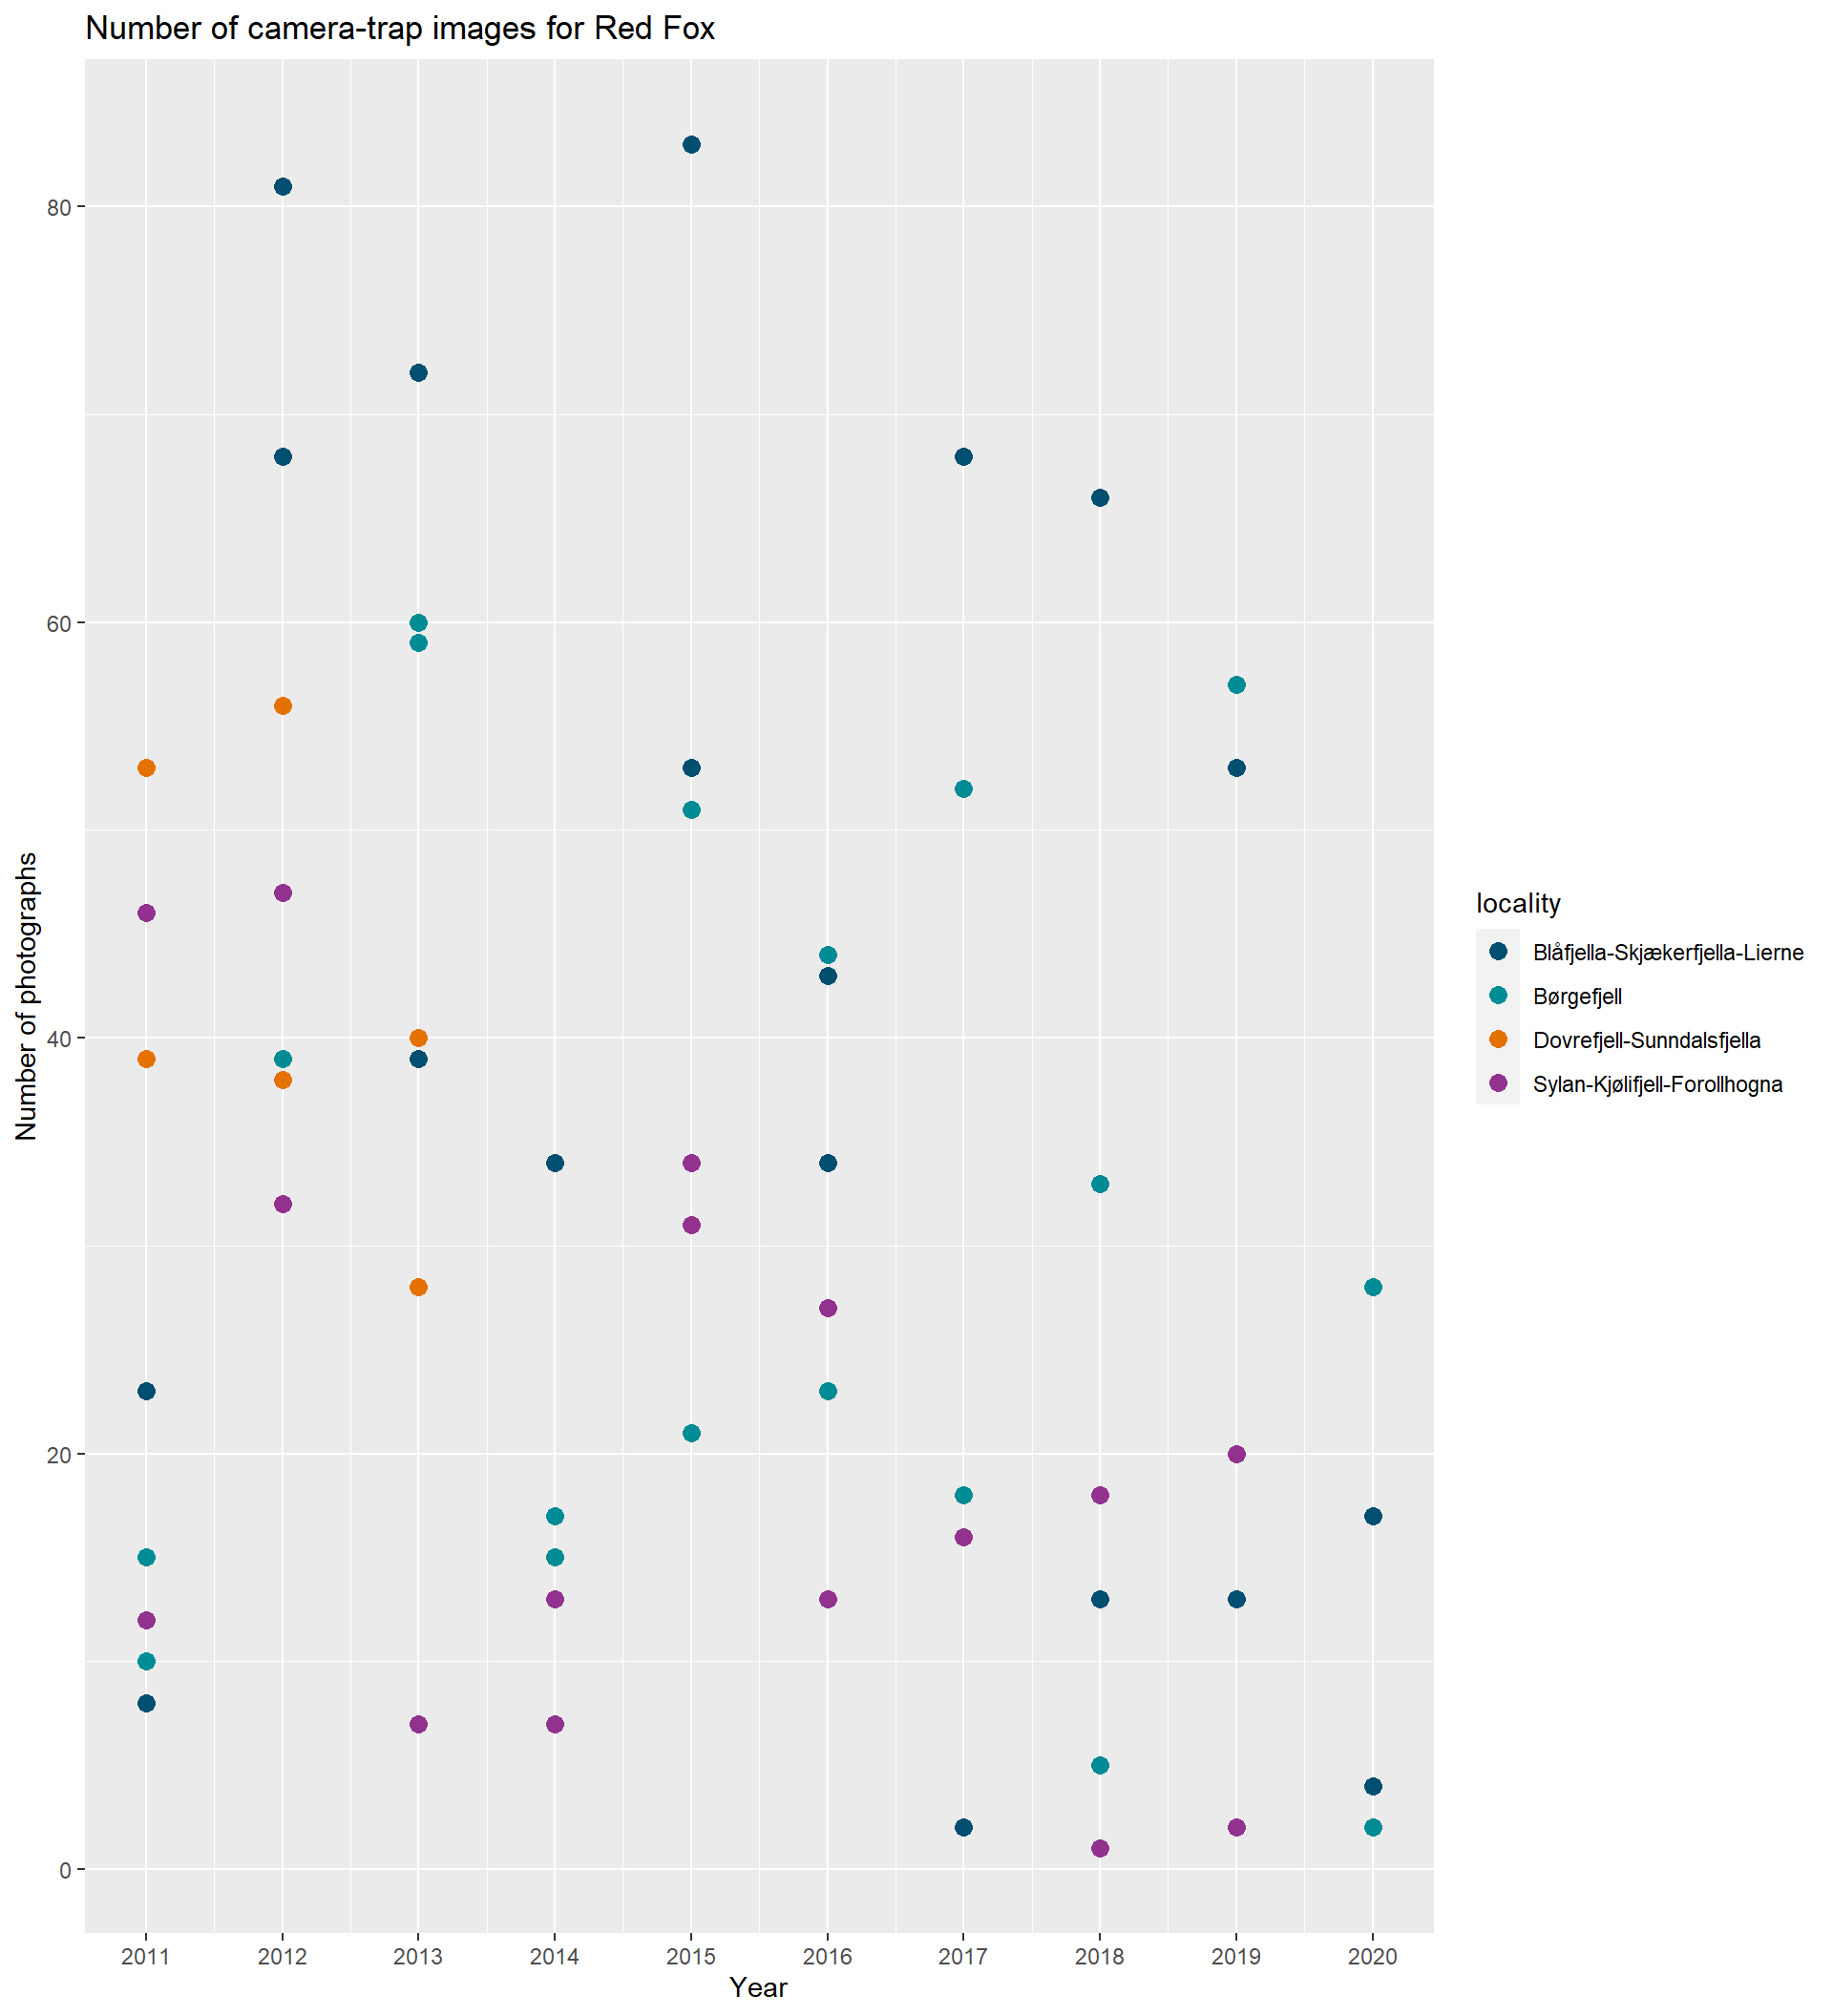 Number of camera-trap images for Red Fox
80
60
40
20
0
Number of photographs
2011 2012 2013 2014 2015 2016 2017 2018 2019 2020
Year
locality
Blåfjella-Skjækerfjella-Lierne
Børgefjell
Dovrefjell-Sunndalsfjella
Sylan-Kjølifjell-Forollhogna